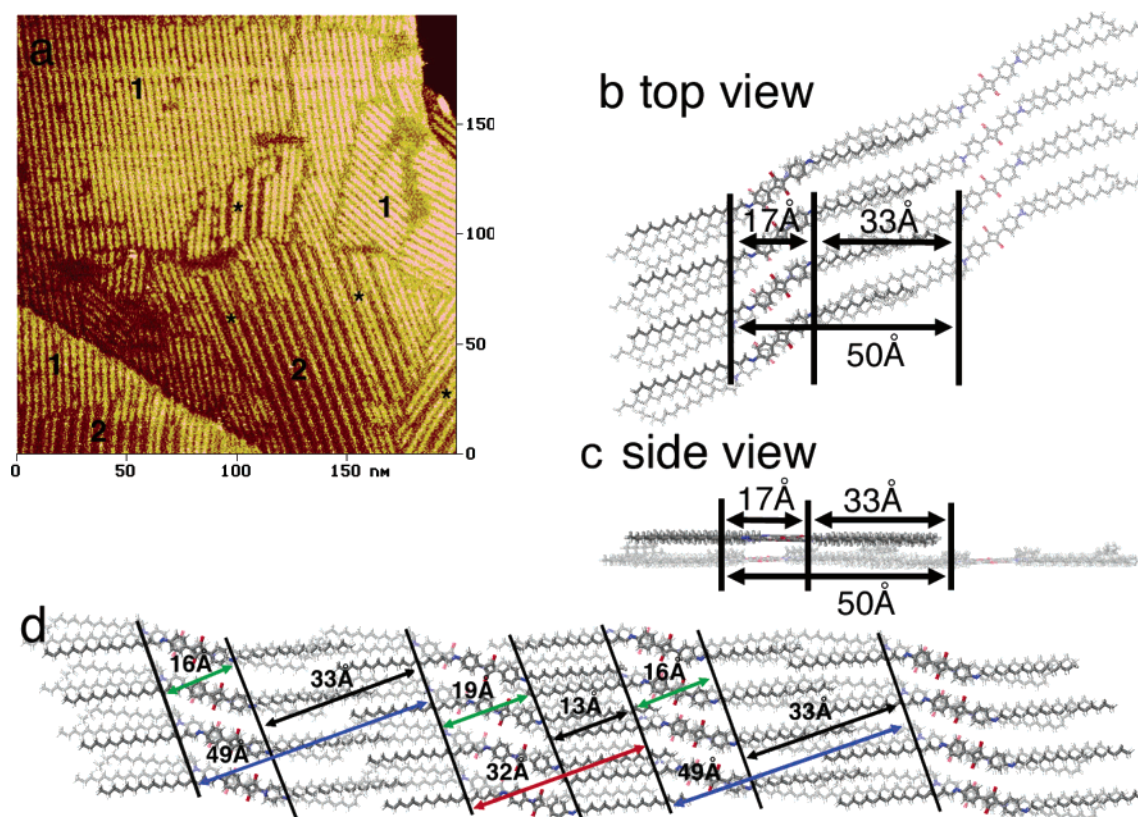 a
1
*
1
*
*
2
1
*
2
150
100
50
0
0 50 100 150 nm
b top view
17Å 33Å
50Å
c side view
17Å 33Å
50Å
d
16Å 33Å 19Å 13Å 16Å 33Å
49Å 32Å 49Å